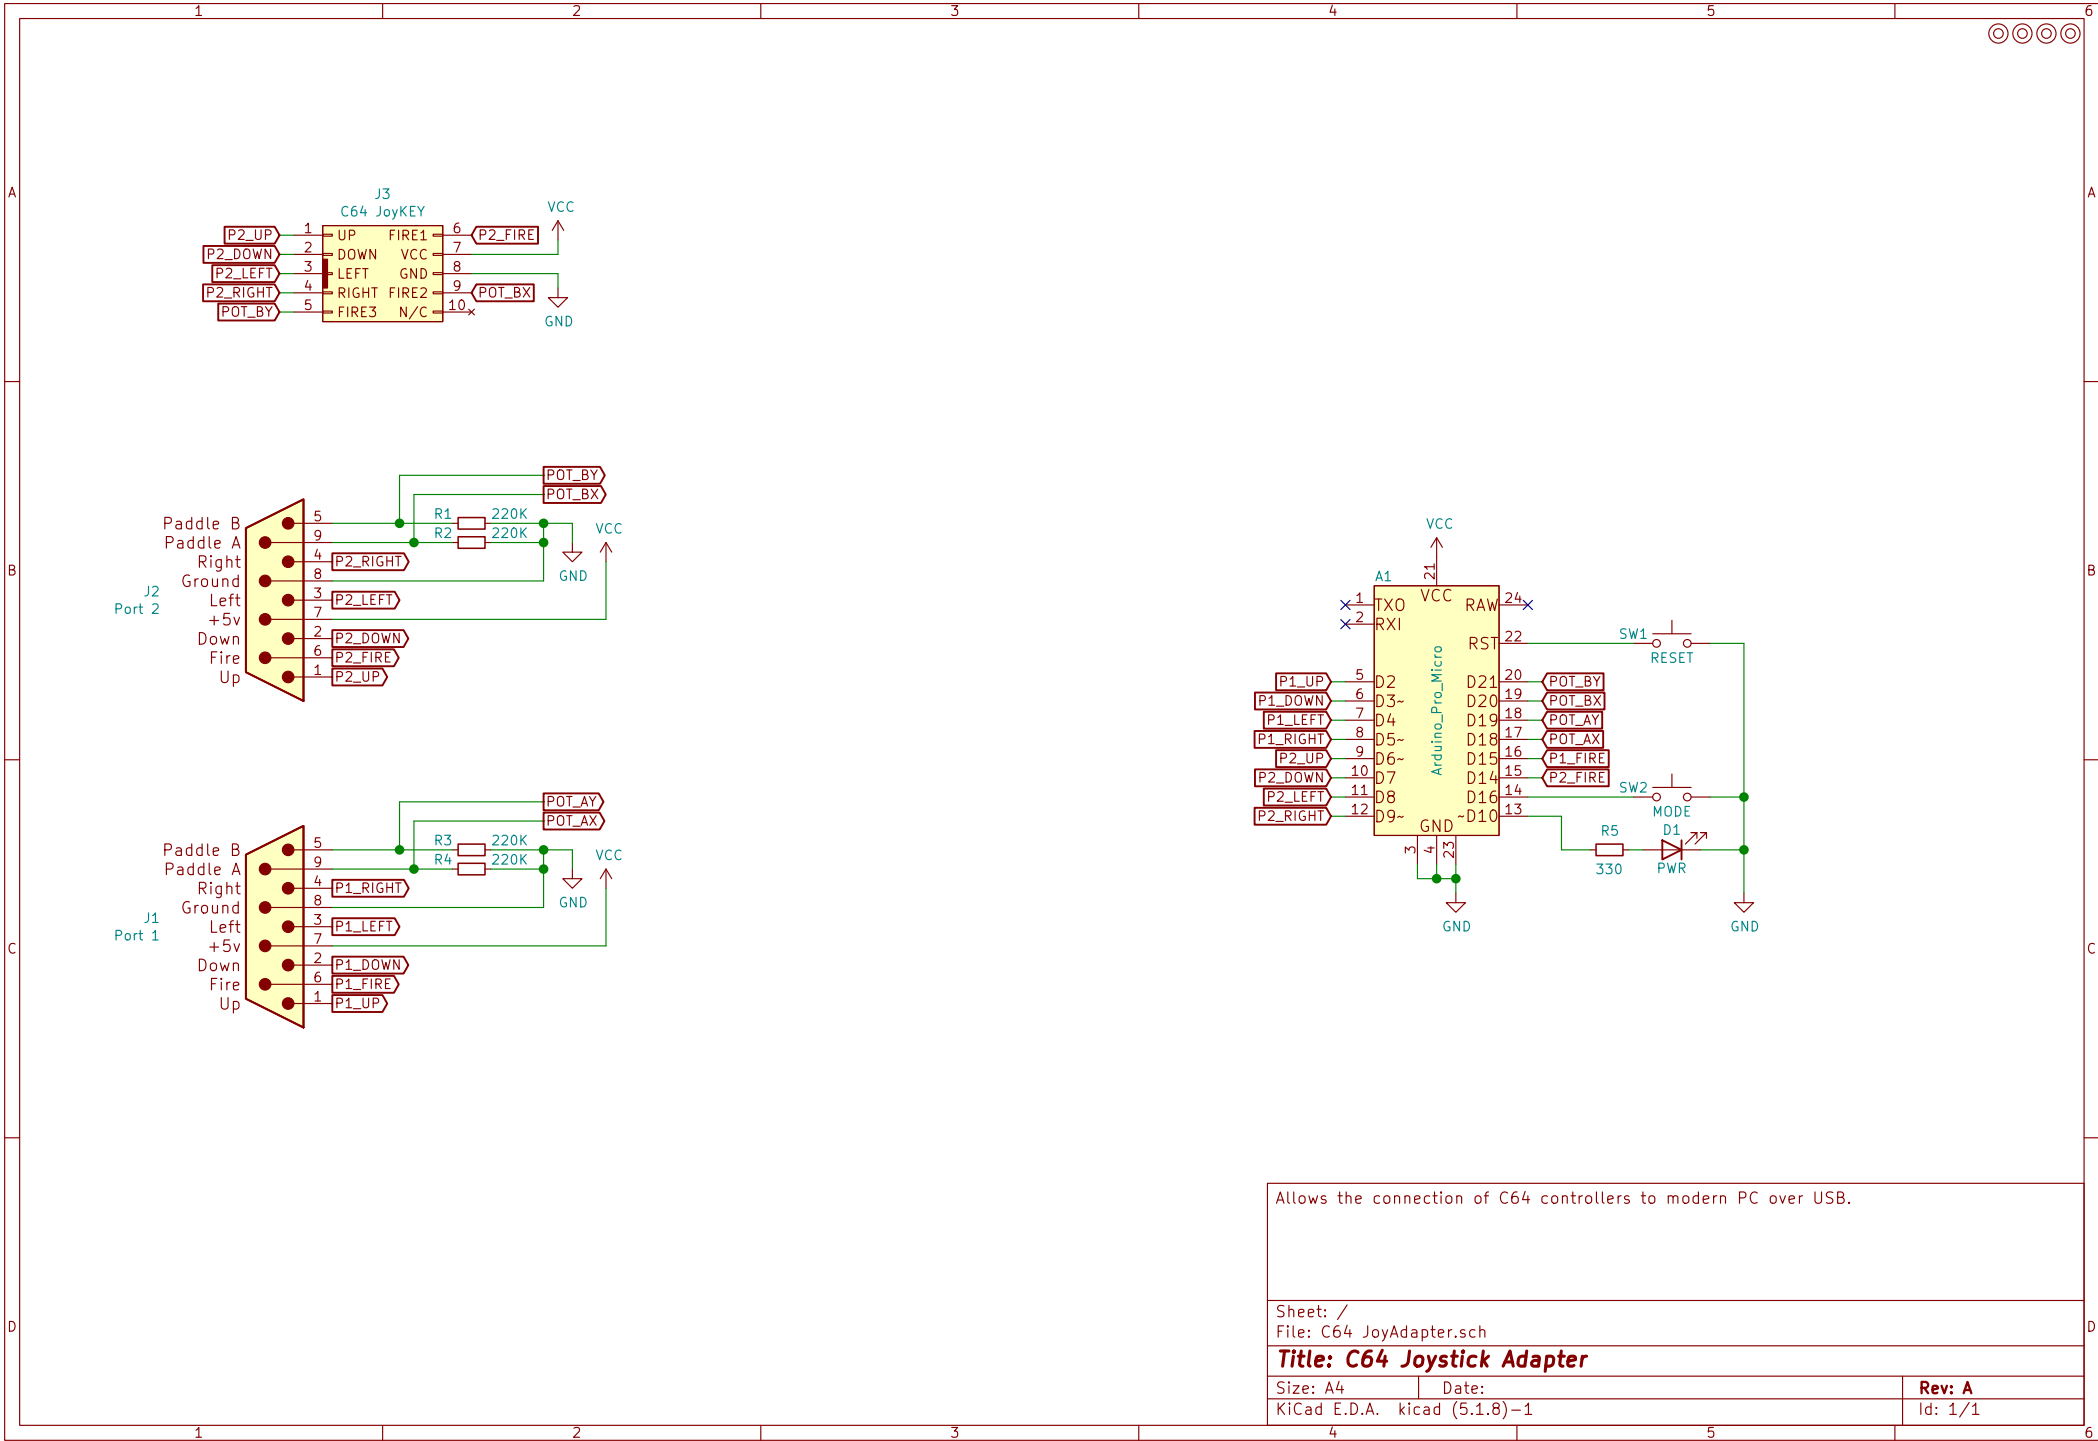 1 2 3 4 5 6
A A
J3
C64 JoyKEY
VCC
P2_UP 1 UP FIRE1 6 P2_FIRE
P2_DOWN 2 DOWN VCC 7
P2_LEFT 3 LEFT GND 8
P2_RIGHT 4 RIGHT FIRE2 9 POT_BX
POT_BY 5 FIRE3 N/C 10
GND
B B
POT_BY
POT_BX
Paddle B 5 R1 220K
Paddle A 9 R2 220K
VCC
Right 4 P2_RIGHT
GND
Ground 8
J2
Port 2
Left 3 P2_LEFT
+5v 7
Down 2 P2_DOWN
Fire 6 P2_FIRE
Up 1 P2_UP
POT_AY
POT_AX
Paddle B 5 R3 220K
Paddle A 9 R4 220K
VCC
Right 4 P1_RIGHT
GND
Ground 8
J1
Port 1
Left 3 P1_LEFT
+5v 7
Down 2 P1_DOWN
Fire 6 P1_FIRE
Up 1 P1_UP
VCC
21
A1
VCC
1 TXO RAW 24
2 RXI
RST 22 SW1
RESET
Arduino_Pro_Micro
P1_UP 5 D2 D21 20 POT_BY
P1_DOWN 6 D3~ D20 19 POT_BX
P1_LEFT 7 D4 D19 18 POT_AY
P1_RIGHT 8 D5~ D18 17 POT_AX
P2_UP 9 D6~ D15 16 P1_FIRE
P2_DOWN 10 D7 D14 15 P2_FIRE
P2_LEFT 11 D8 D16 14 SW2
MODE
P2_RIGHT 12 D9~ ~D10 13
GND
3 4 23
R5
330
D1
PWR
GND
GND
C C
Allows the connection of C64 controllers to modern PC over USB.
Sheet: /
File: C64 JoyAdapter.sch
D D
Title: C64 Joystick Adapter
Size: A4 Date: Rev: A
KiCad E.D.A. kicad (5.1.8)-1 Id: 1/1
1 2 3 4 5 6